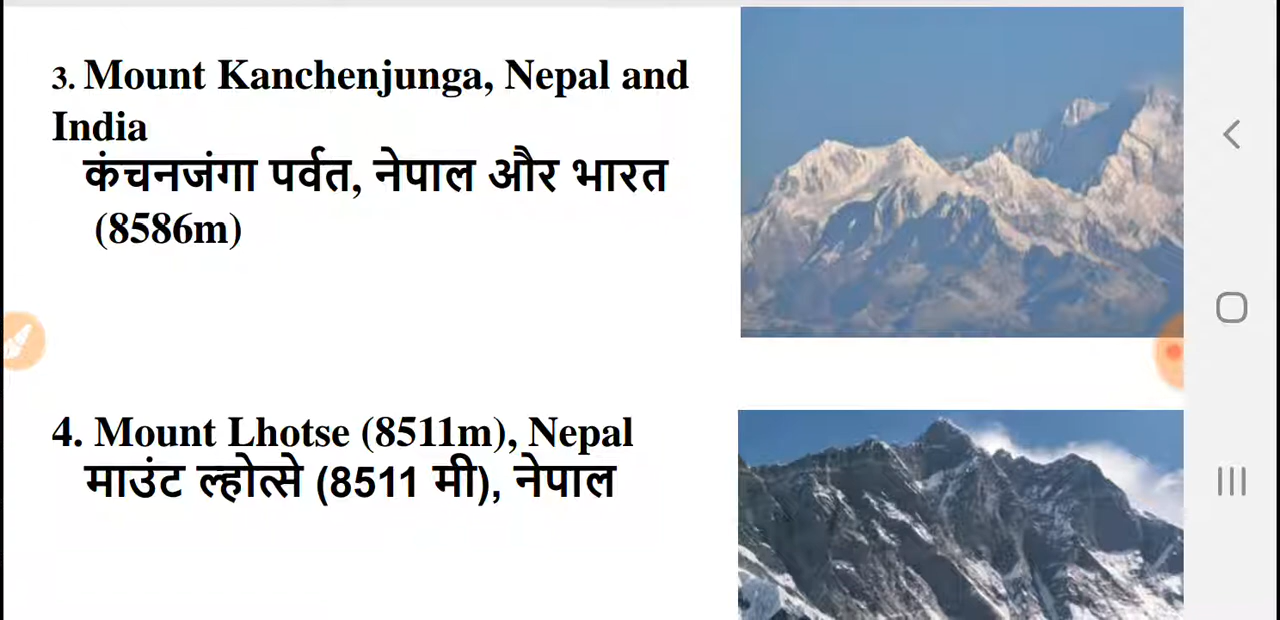 3. Mount Kanchenjunga, Nepal and
India
कंचनजंगा पर्वत, नेपाल और भारत
(8586m)
4. Mount Lhotse (8511m), Nepal
माउंट ल्होत्से (8511 मी), नेपाल